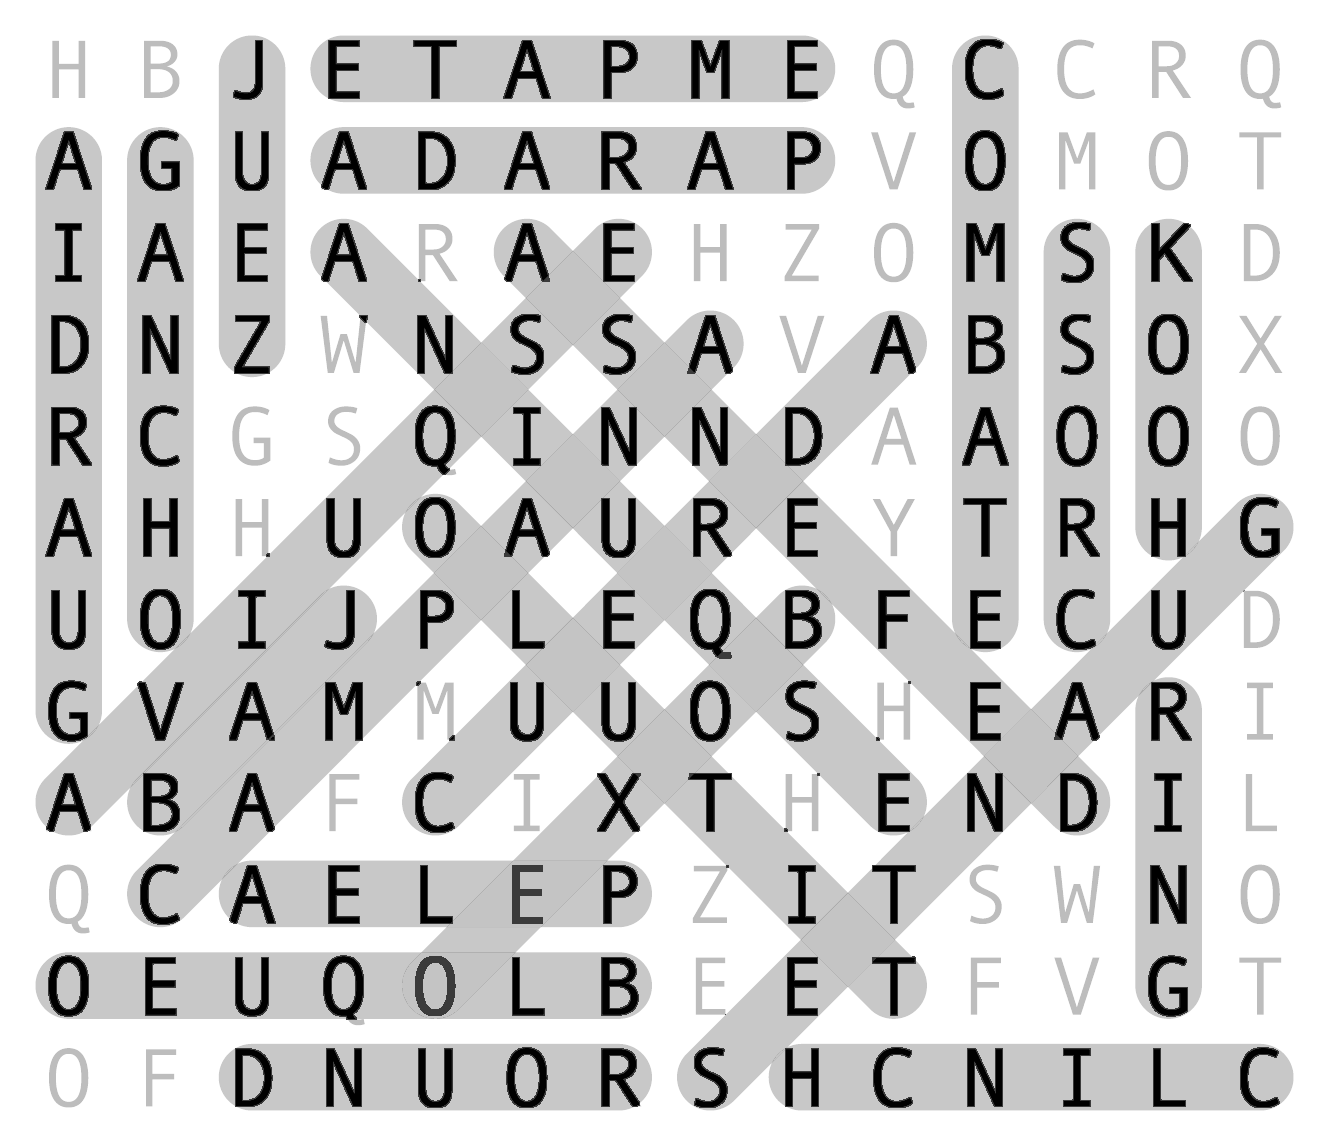 H B J E T A P M E Q C C R Q
A G U A D A R A P V O M O T
I A E A R A E H Z O M S K D
D N Z W N S S A V A B S O X
R C G S Q I N N D A A O O O
A H H U O A U R E Y T R H G
U O I J P L E Q B F E C U D
G V A M M U U O S H E A R I
A B A F C I X T H E N D I L
Q C A E L E P Z I T S W N O
O E U Q O L B E E T F V G T
O F D N U O R S H C N I L C